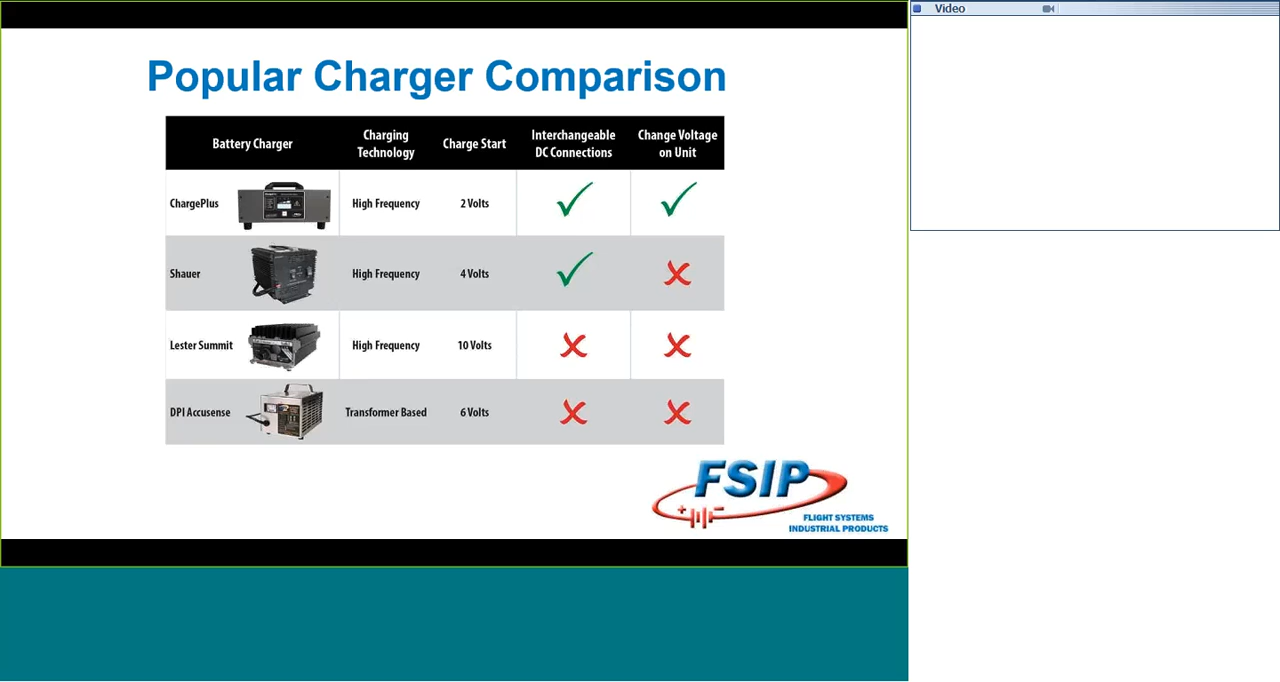 Video
Popular Charger Comparison
Battery Charger
Charging
Technology
Charge Start
Interchangeable
DC Connections
Change Voltage
on Unit
ChargePlus
High Frequency
2 Volts
Shauer
High Frequency
4 Volts
Lester Summit
High Frequency
10 Volts
DPI Accusense
Transformer Based
6 Volts
FSIP
FLIGHT SYSTEMS
INDUSTRIAL PRODUCTS